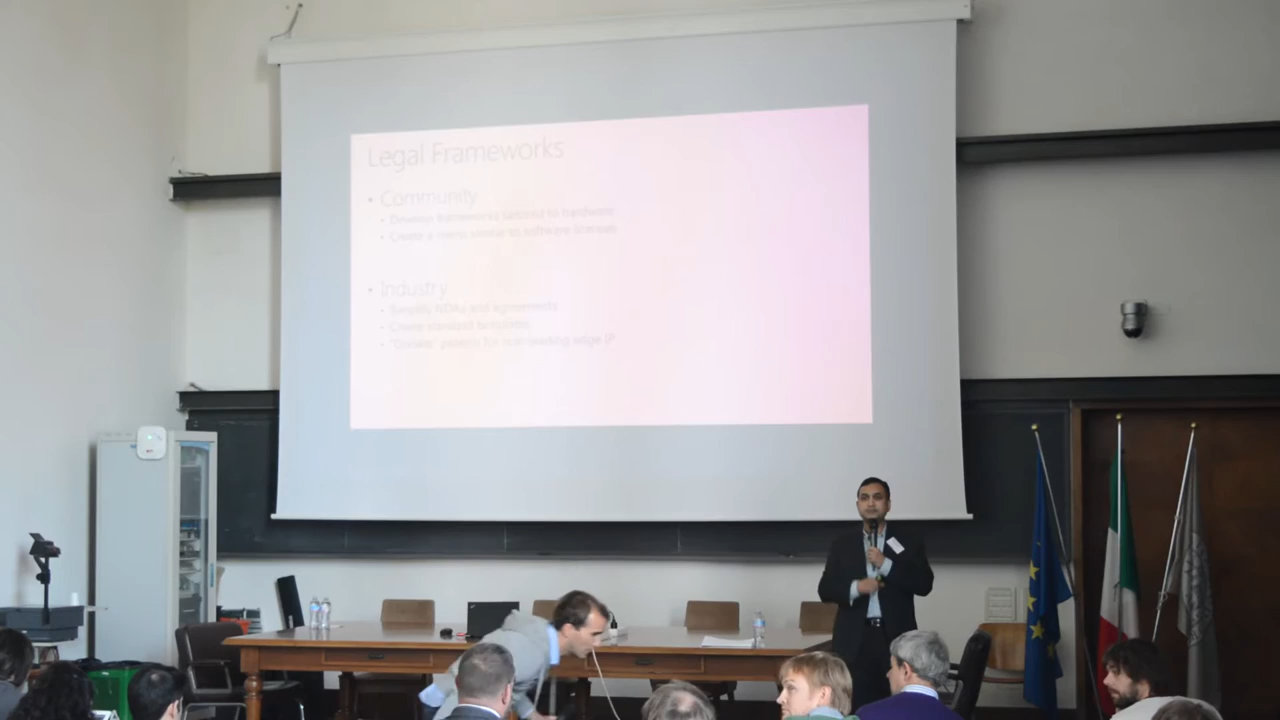 Legal Frameworks
• Community
• Develop frameworks tailored to hardware
• Create a menu similar to software licenses
• Industry
• Simplify NDAs and agreements
• Create standard templates
• "Donate" patents for non-leading edge IP